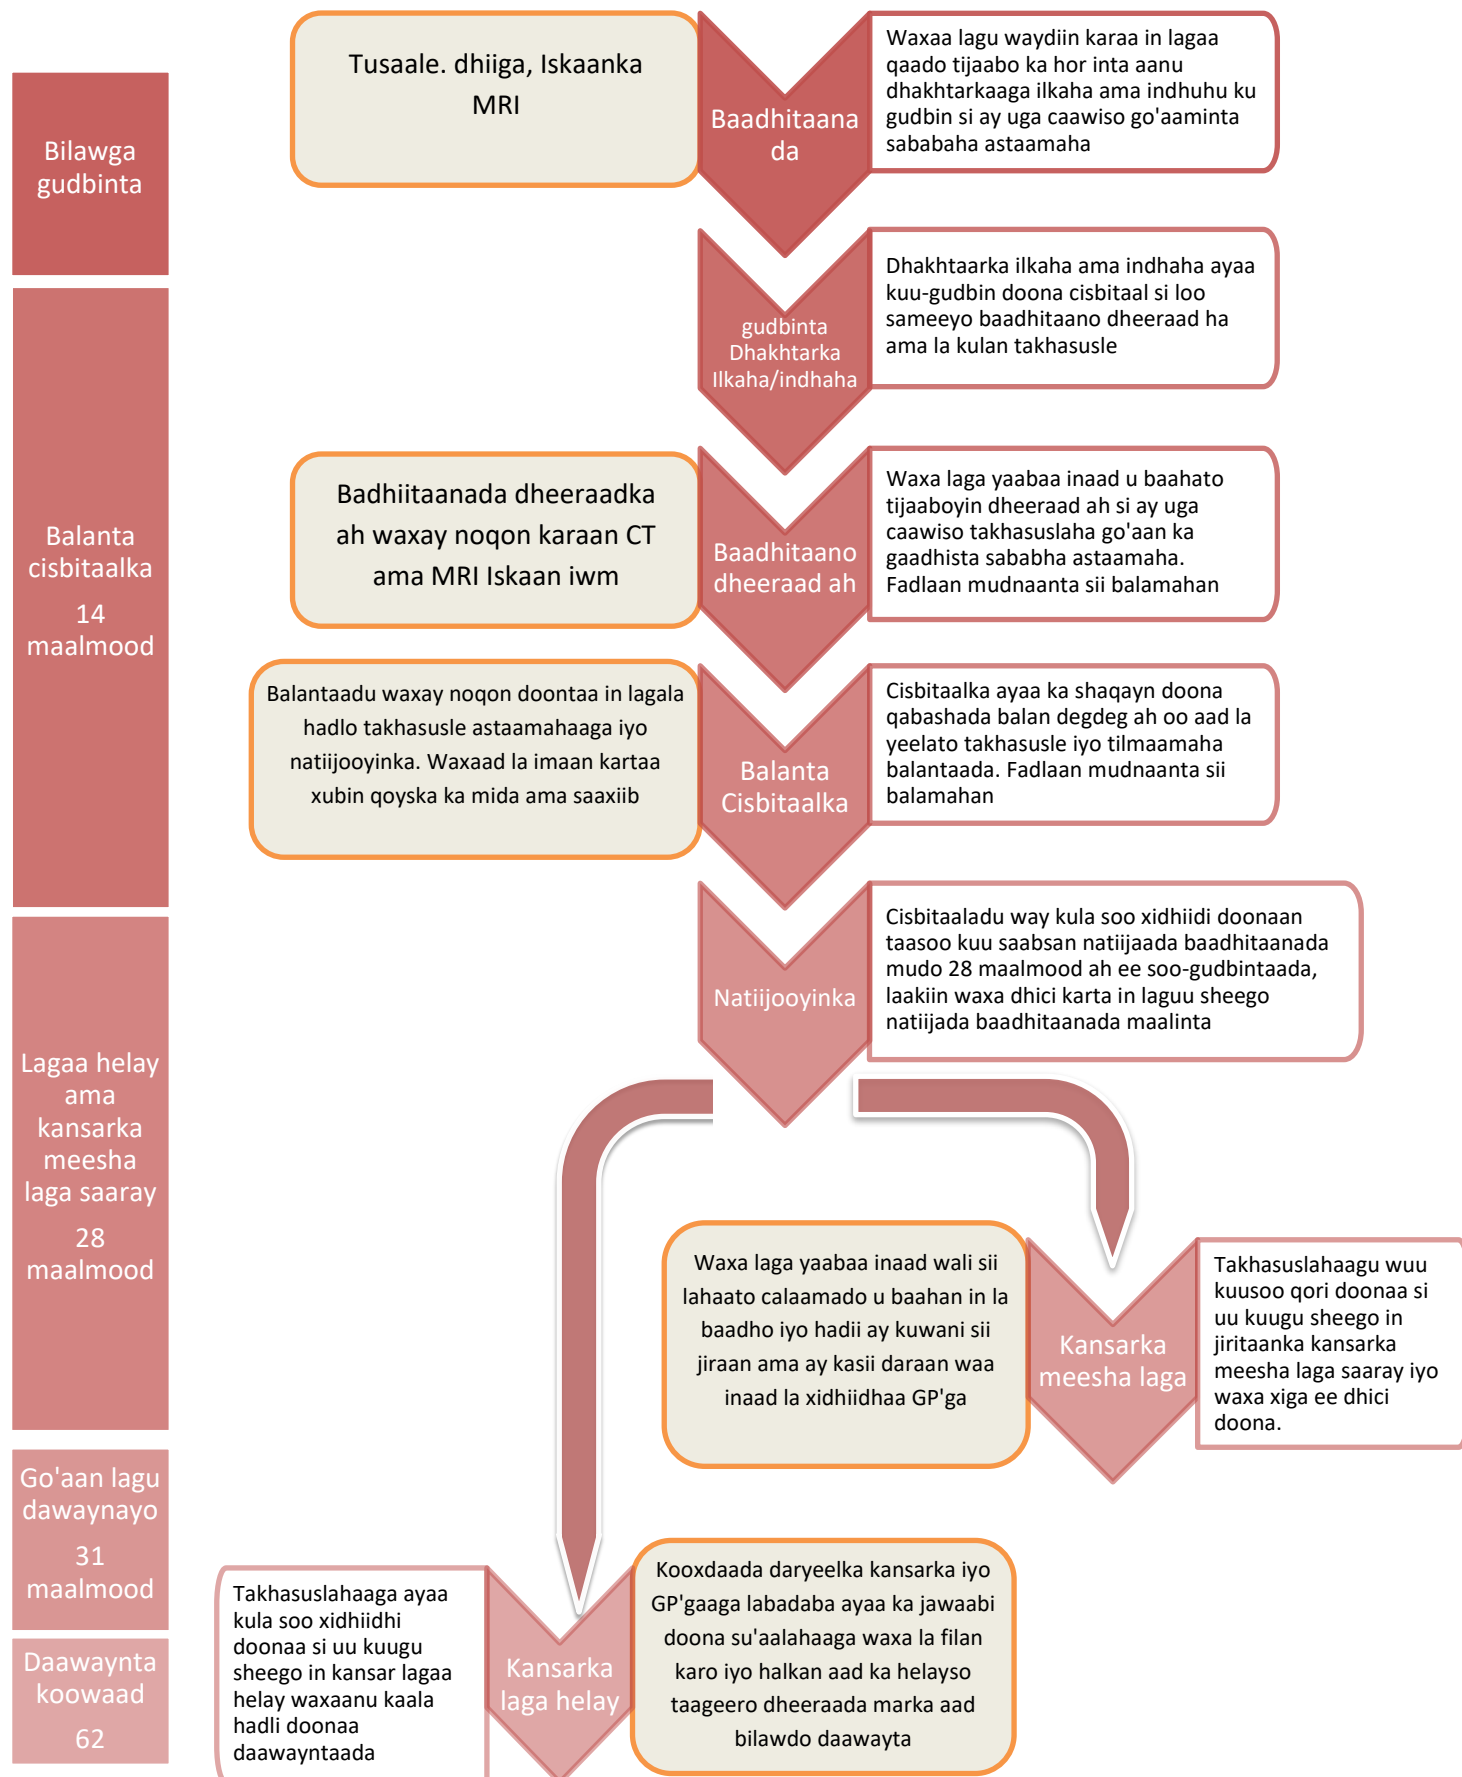 Bilawga
gudbinta
Balanta
cisbitaalka
14
maalmood
Lagaa helay
ama
kansarka
meesha
laga saaray
28
maalmood
Go'aan lagu
dawaynayo
31
maalmood
Daawaynta
koowaad
62
Tusaale. dhiiga, Iskaanka
MRI
Baadhitaana
da
Waxaa lagu waydiin karaa in lagaa
qaado tijaabo ka hor inta aanu
dhakhtarkaaga ilkaha ama indhuhu ku
gudbin si ay uga caawiso go'aaminta
sababaha astaamaha
gudbinta
Dhakhtarka
Ilkaha/indhaha
Dhakhtaarka ilkaha ama indhaha ayaa
kuu-gudbin doona cisbitaal si loo
sameeyo baadhitaano dheeraad ha
ama la kulan takhasusle
Badhiitaanada dheeraadka
ah waxay noqon karaan CT
ama MRI Iskaan iwm
Baadhitaano
dheeraad ah
Waxa laga yaabaa inaad u baahato
tijaaboyin dheeraad ah si ay uga
caawiso takhasuslaha go'aan ka
gaadhista sababha astaamaha.
Fadlaan mudnaanta sii balamahan
Balantaadu waxay noqon doontaa in lagala
hadlo takhasusle astaamahaaga iyo
natiijooyinka. Waxaad la imaan kartaa
xubin qoyska ka mida ama saaxiib
Balanta
Cisbitaalka
Cisbitaalka ayaa ka shaqayn doona
qabashada balan degdeg ah oo aad la
yeelato takhasusle iyo tilmaamaha
balantaada. Fadlaan mudnaanta sii
balamahan
Natiijooyinka
Cisbitaaladu way kula soo xidhiidi doonaan
taasoo kuu saabsan natiijaada baadhitaanada
mudo 28 maalmood ah ee soo-gudbintaada,
laakiin waxa dhici karta in laguu sheego
natiijada baadhitaanada maalinta
Waxa laga yaabaa inaad wali sii
lahaato calaamado u baahan in la
baadho iyo hadii ay kuwani sii
jiraan ama ay kasii daraan waa
inaad la xidhiidhaa GP'ga
Kansarka
meesha laga
Takhasuslahaagu wuu
kuusoo qori doonaa si
uu kuugu sheego in
jiritaanka kansarka
meesha laga saaray iyo
waxa xiga ee dhici
doona.
Takhasuslahaaga ayaa
kula soo xidhiidhi
doonaa si uu kuugu
sheego in kansar lagaa
helay waxaanu kaala
hadli doonaa
daawayntaada
Kansarka
laga helay
Kooxdaada daryeelka kansarka iyo
GP'gaaga labadaba ayaa ka jawaabi
doona su'aalahaaga waxa la filan
karo iyo halkan aad ka helayso
taageero dheeraada marka aad
bilawdo daawayta